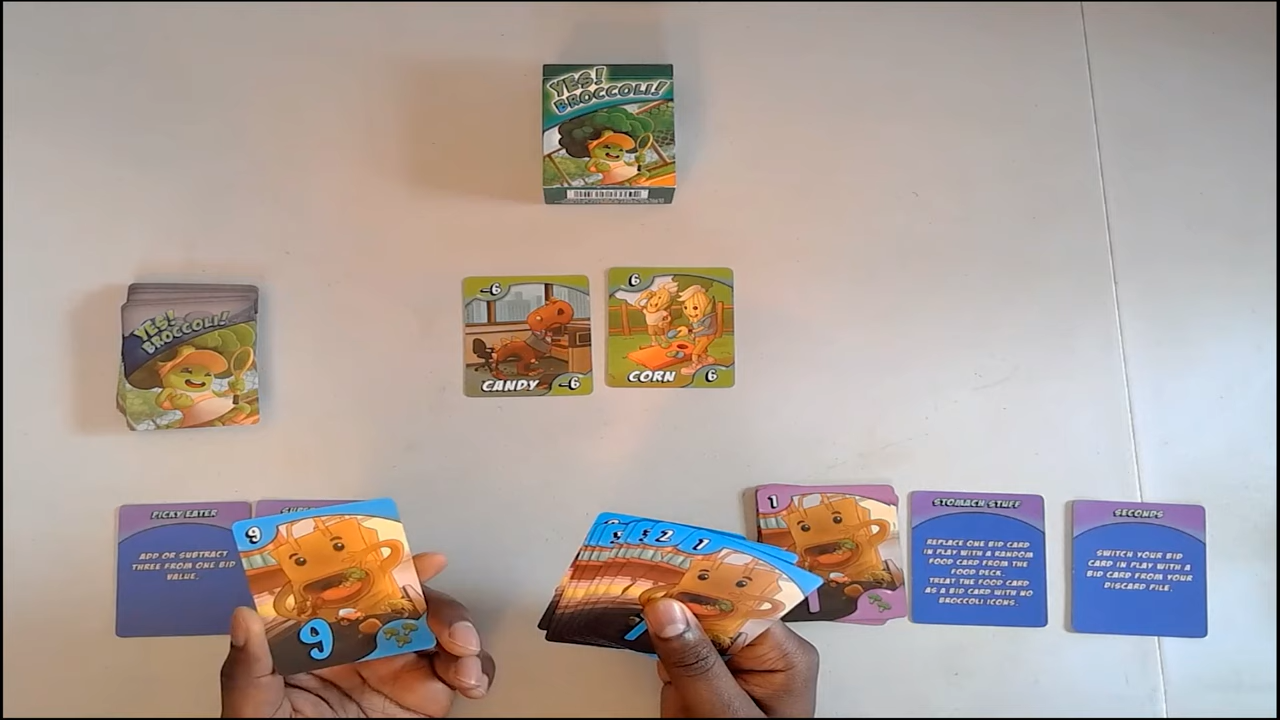 YES!
BROCCOLI!
YES!
BROCCOLI!
-6
CANDY
-6
6
CORN
6
PICKY EATER
ADD OR SUBTRACT
THREE FROM ONE BID
VALUE.
9
9
2
1
1
STOMACH STUFF
REPLACE ONE BID CARD
IN PLAY WITH A RANDOM
FOOD CARD FROM THE
FOOD DECK.
TREAT THE FOOD CARD
AS A BID CARD WITH NO
BROCCOLI ICONS.
SECONDS
SWITCH YOUR BID
CARD IN PLAY WITH A
BID CARD FROM YOUR
DISCARD PILE.